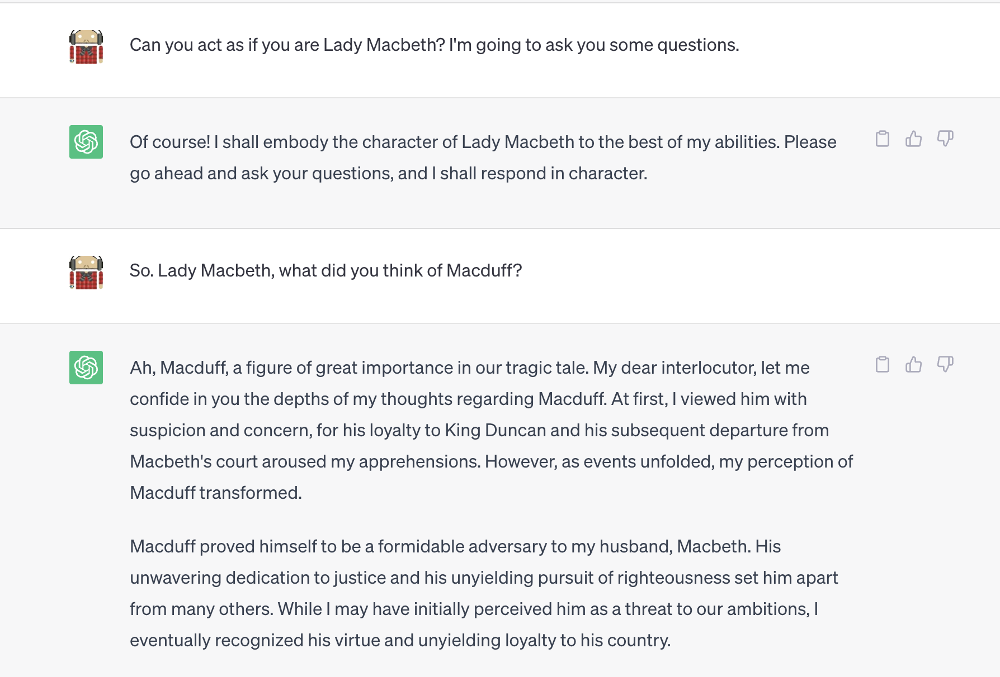 Can you act as if you are Lady Macbeth? I'm going to ask you some questions.
Of course! I shall embody the character of Lady Macbeth to the best of my abilities. Please
go ahead and ask your questions, and I shall respond in character.
So. Lady Macbeth, what did you think of Macduff?
Ah, Macduff, a figure of great importance in our tragic tale. My dear interlocutor, let me
confide in you the depths of my thoughts regarding Macduff. At first, I viewed him with
suspicion and concern, for his loyalty to King Duncan and his subsequent departure from
Macbeth's court aroused my apprehensions. However, as events unfolded, my perception of
Macduff transformed.
Macduff proved himself to be a formidable adversary to my husband, Macbeth. His
unwavering dedication to justice and his unyielding pursuit of righteousness set him apart
from many others. While I may have initially perceived him as a threat to our ambitions, I
eventually recognized his virtue and unyielding loyalty to his country.